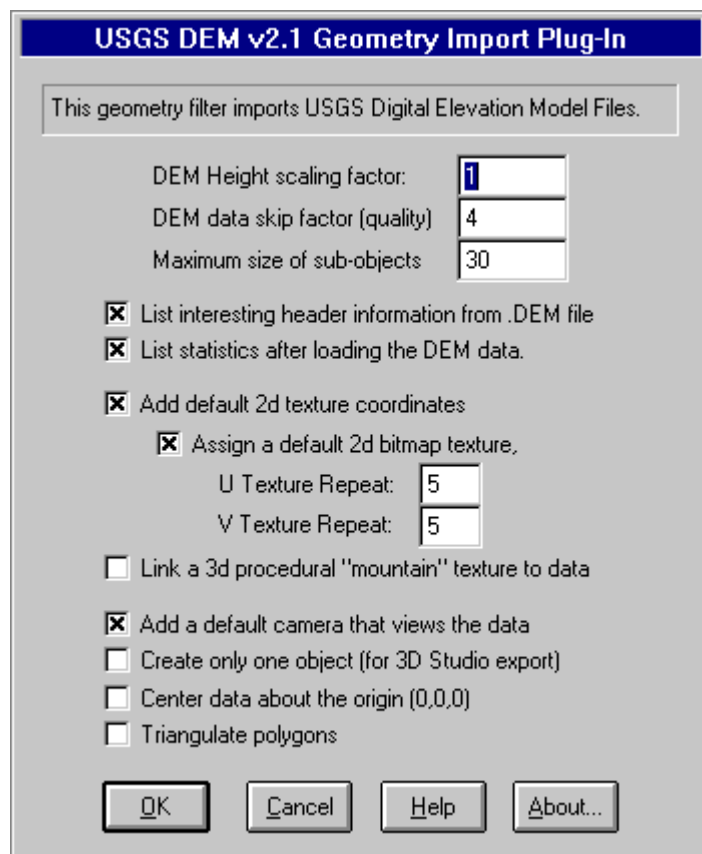 USGS DEM v2.1 Geometry Import Plug-In
This geometry filter imports USGS Digital Elevation Model Files.
DEM Height scaling factor: 1
DEM data skip factor (quality) 4
Maximum size of sub-objects 30
List interesting header information from .DEM file
List statistics after loading the DEM data.
Add default 2d texture coordinates
Assign a default 2d bitmap texture,
U Texture Repeat: 5
V Texture Repeat: 5
Link a 3d procedural "mountain" texture to data
Add a default camera that views the data
Create only one object (for 3D Studio export)
Center data about the origin (0,0,0)
Triangulate polygons
OK Cancel Help About...